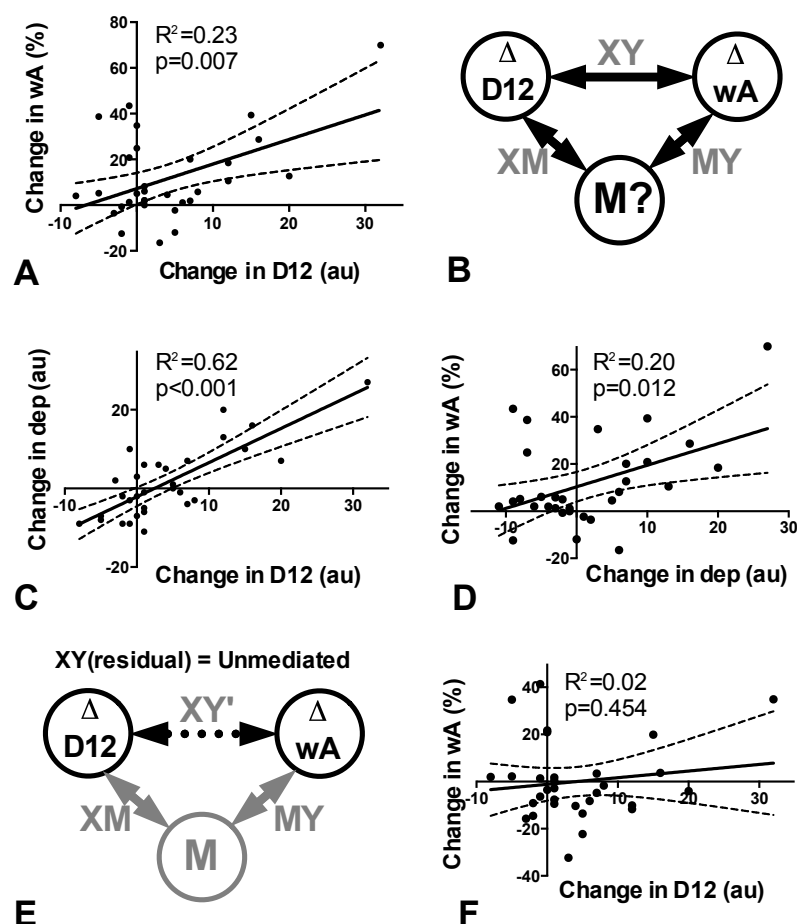 R²=0.23
p=0.007
Change in wA (%)
80
60
40
20
0
-20
-10
10
20
30
Change in D12 (au)
A
Δ
D12
XY
Δ
wA
XM
MY
M?
B
R²=0.62
p<0.001
Change in dep (au)
20
-20
-10
0
10
20
30
Change in D12 (au)
C
R²=0.20
p=0.012
Change in wA (%)
60
40
20
-20
-10
0
10
20
30
Change in dep (au)
D
XY(residual) = Unmediated
Δ
D12
XY'
Δ
wA
XM
MY
M
E
R²=0.02
p=0.454
Change in wA (%)
40
20
-20
-40
-10
0
10
20
30
Change in D12 (au)
F